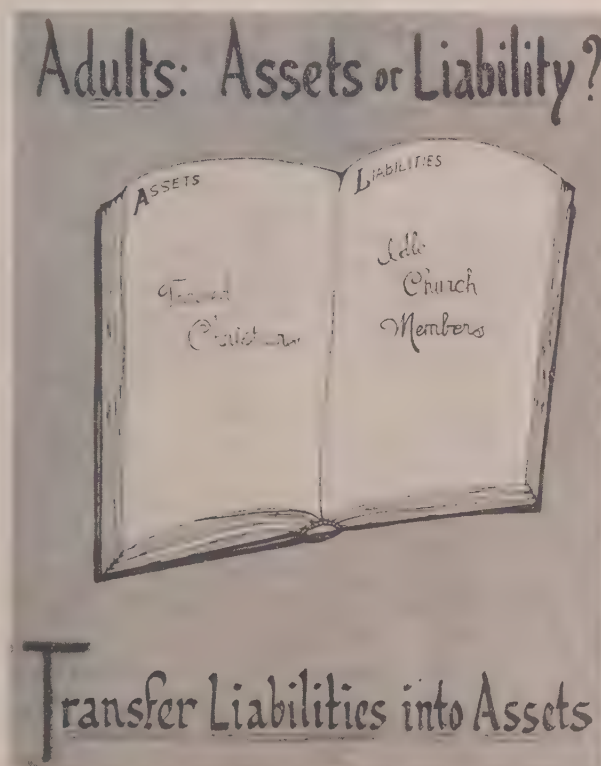 Adults: Assets or Liability?
ASSETS
LIABILITIES
Idle
Church
Members
Transfer Liabilities into Assets